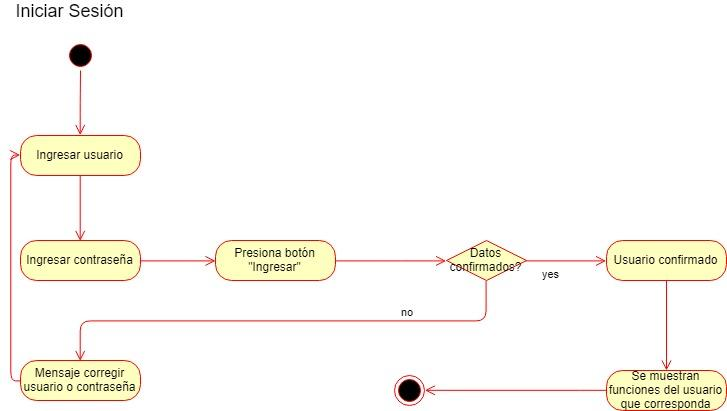 Iniciar Sesión
Ingresar usuario
Ingresar contraseña
Presiona botón
"Ingresar"
Datos
confirmados?
yes
Usuario confirmado
no
Mensaje corregir
usuario o contraseña
Se muestran
funciones del usuario
que corresponda